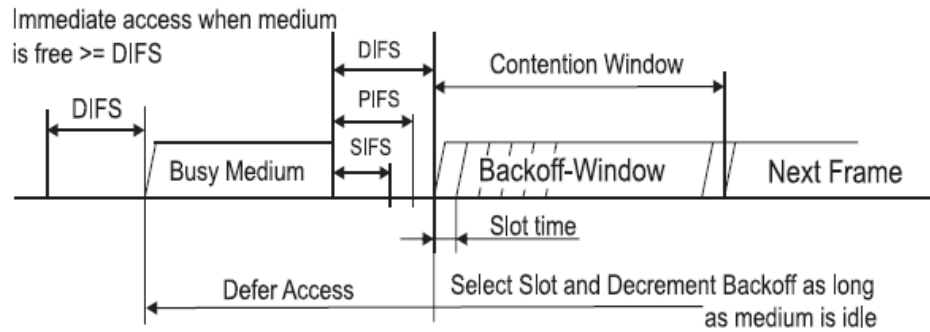 Immediate access when medium
is free >= DIFS
DIFS
DIFS
PIFS
SIFS
Contention Window
Busy Medium
Backoff-Window
Next Frame
Slot time
Defer Access
Select Slot and Decrement Backoff as long
as medium is idle